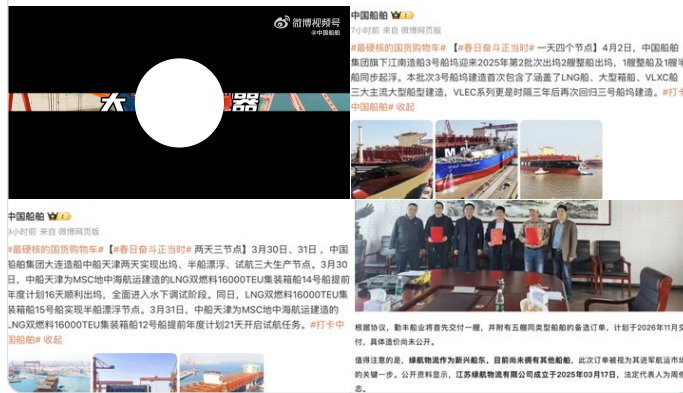 微博视频号
@中国船舶
大
器
中国船舶
7小时前 来自 微博网页版
#最硬核的国货购物车# 【#春日奋斗正当时# 一天四个节点】4月2日，中国船舶
集团旗下江南造船3号船坞迎来2025年第2批次出坞2艘整船出坞，1艘整船及1艘半
船同步起浮。本批次3号船坞建造首次包含了涵盖了LNG船、大型箱船、VLXC船
三大主流大型船型建造，VLEC系列更是时隔三年后再次回归三号船坞建造。#打卡
中国船舶# 收起
中国船舶
小时前 来自 微博网页版
#最硬核的国货购物车# 【#春日奋斗正当时# 两天三节点】3月30日、31日，中国
船舶集团大连造船中船天津两天实现出坞、半船漂浮、试航三大生产节点。3月30
日，中船天津为MSC地中海航运建造的LNG双燃料16000TEU集装箱船14号船提前
年度计划16天顺利出坞，全面进入水下调试阶段。同日，LNG双燃料16000TEU集
装箱船15号船实现半船漂浮节点。3月31日，中船天津为MSC地中海航运建造的
LNG双燃料16000TEU集装箱船12号船提前年度计划21天开启试航任务。#打卡中
国船舶# 收起
根据协议，勤丰船业将首先交付一艘，并附有五艘同类型船舶的备选订单，计划于2026年11月交
付，具体造价尚未公开。
值得注意的是，绿航物流作为新兴船东，目前尚未拥有其他船舶，此次订单被视为其进军航运市场
的关键一步。公开资料显示，江苏绿航物流有限公司成立于2025年03月17日，法定代表人为周修
志。